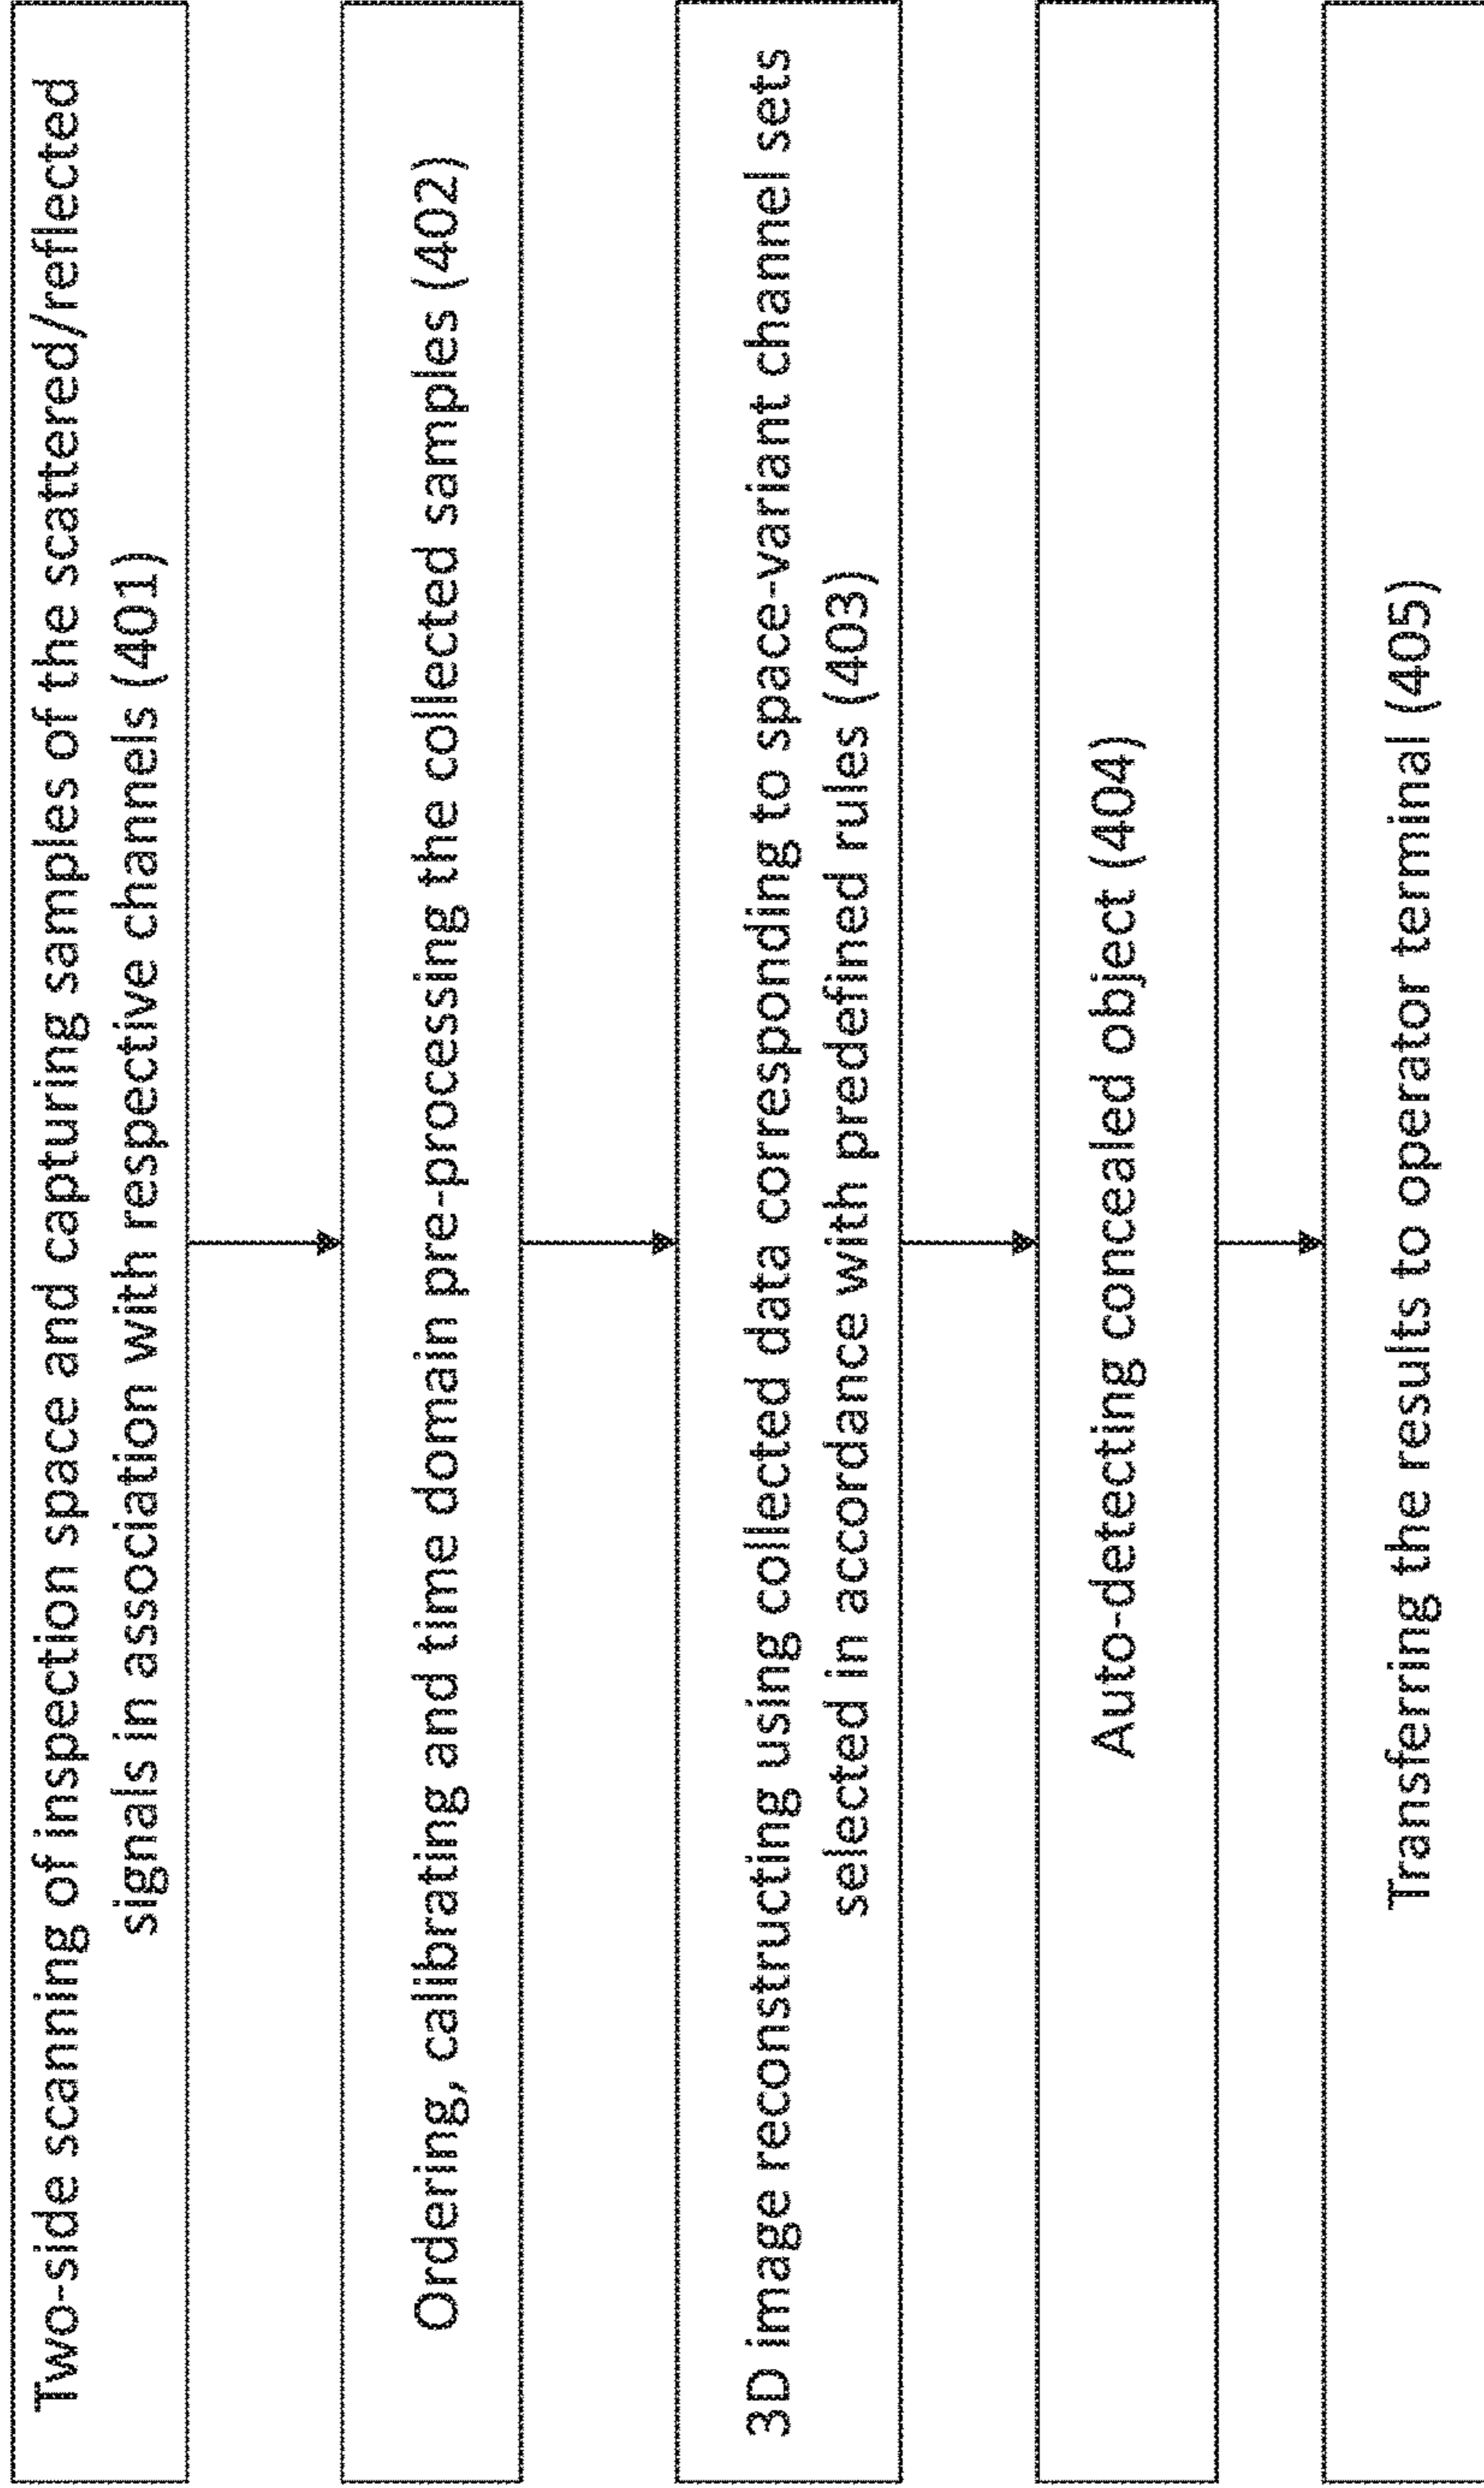 Two-side scanning of inspection space and capturing samples of the scattered/reflected
signals in association with respective channels (401)
Ordering, calibrating and time domain pre-processing the collected samples (402)
3D image reconstructing using collected data corresponding to space-variant channel sets
selected in accordance with predefined rules (403)
Auto-detecting concealed object (404)
Transferring the results to operator terminal (405)